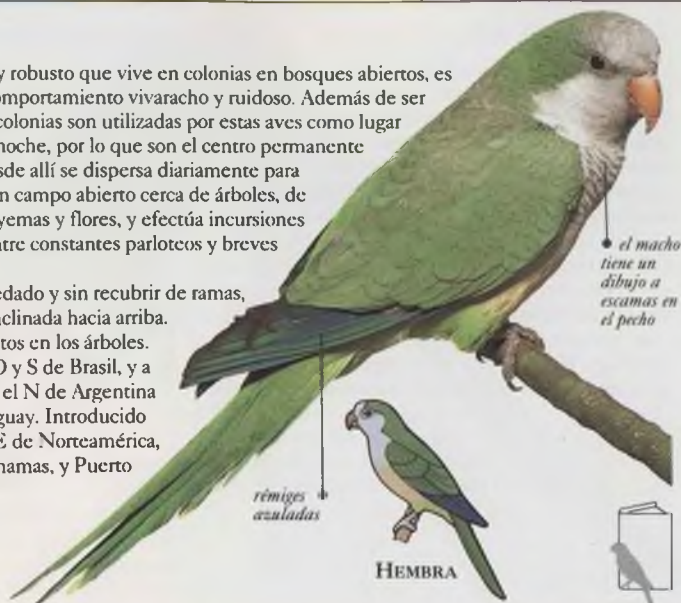 y robusto que vive en colonias en bosques abiertos, es
omportamiento vivaracho y ruidoso. Además de ser
colonias son utilizadas por estas aves como lugar
noche, por lo que son el centro permanente
sde allí se dispersa diariamente para
n campo abierto cerca de árboles, de
yemas y flores, y efectúa incursiones
ntre constantes parloteos y breves
edado y sin recubrir de ramas,
nclinada hacia arriba.
tos en los árboles.
O y S de Brasil, y a
el N de Argentina
guay. Introducido
E de Norteamérica,
hamas, y Puerto
el macho
tiene un
dibujo a
escamas en
el pecho
rémiges
azuladas
HEMBRA